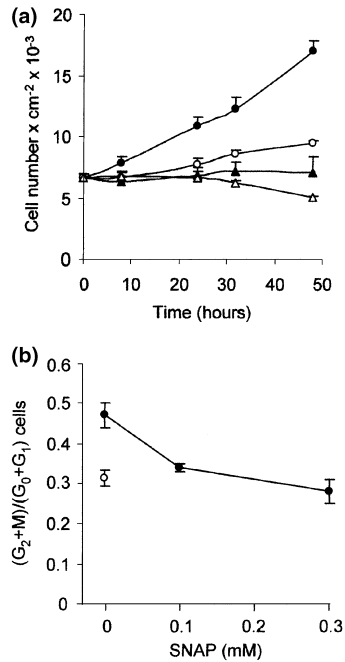 (a)
20
15
10
5
0
Cell number x cm⁻² x 10⁻³
0 10 20 30 40 50
Time (hours)
(b)
0.6
0.5
0.4
0.3
0.2
0.1
0
(G₂+M)/(G₀+G₁) cells
0 0.1 0.2 0.3
SNAP (mM)